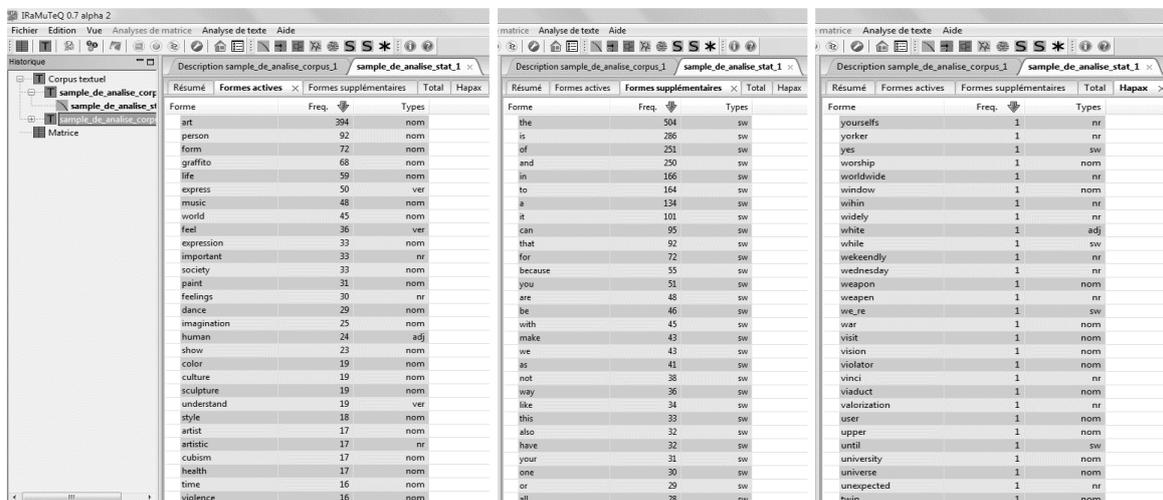 IRaMuTeQ 0.7 alpha 2
Fichier Edition Vue Analyses de matrice Analyse de texte Aide
Historique
Corpus textuel
sample_de_analise_corp
sample_de_analise_st
sample_de_analise_corpu
Matrice
Description sample_de_analise_corpus_1 sample_de_analise_stat_1 ×
Résumé Formes actives × Formes supplémentaires Total Hapax
Forme Freq. Types
art 394 nom
person 92 nom
form 72 nom
graffito 68 nom
life 59 nom
express 50 ver
music 48 nom
world 45 nom
feel 36 ver
expression 33 nom
important 33 nr
society 33 nom
paint 31 nom
feelings 30 nr
dance 29 nom
imagination 25 nom
human 24 adj
show 23 nom
color 19 nom
culture 19 nom
sculpture 19 nom
understand 19 ver
style 18 nom
artist 17 nom
artistic 17 nr
cubism 17 nom
health 17 nom
time 16 nom
violence 16 nom
matrice Analyse de texte Aide
Description sample_de_analise_corpus_1 sample_de_analise_stat_1 ×
Résumé Formes actives Formes supplémentaires × Total Hapax
Forme Freq. Types
the 504 sw
is 286 sw
of 251 sw
and 250 sw
in 166 sw
to 164 sw
a 134 sw
it 101 sw
can 95 sw
that 92 sw
for 72 sw
because 55 sw
you 51 sw
are 48 sw
be 46 sw
with 45 sw
make 43 sw
we 43 sw
as 41 sw
not 38 sw
way 36 sw
like 34 sw
this 33 sw
also 32 sw
have 32 sw
your 31 sw
one 30 sw
or 29 sw
all 28 sw
matrice Analyse de texte Aide
Description sample_de_analise_corpus_1 sample_de_analise_stat_1 ×
Résumé Formes actives Formes supplémentaires Total Hapax ×
Forme Freq. Types
yourselfs 1 nr
yorker 1 nr
yes 1 sw
worship 1 nom
worldwide 1 nr
window 1 nom
wihin 1 nr
widely 1 nr
white 1 adj
while 1 sw
wekeendly 1 nr
wednesday 1 nr
weapon 1 nom
weapen 1 nr
we_re 1 sw
war 1 nom
visit 1 nom
vision 1 nom
violator 1 nom
vinci 1 nr
viaduct 1 nom
valorization 1 nr
user 1 nom
upper 1 nom
until 1 sw
university 1 nom
universe 1 nom
unexpected 1 nr
twin 1 nom